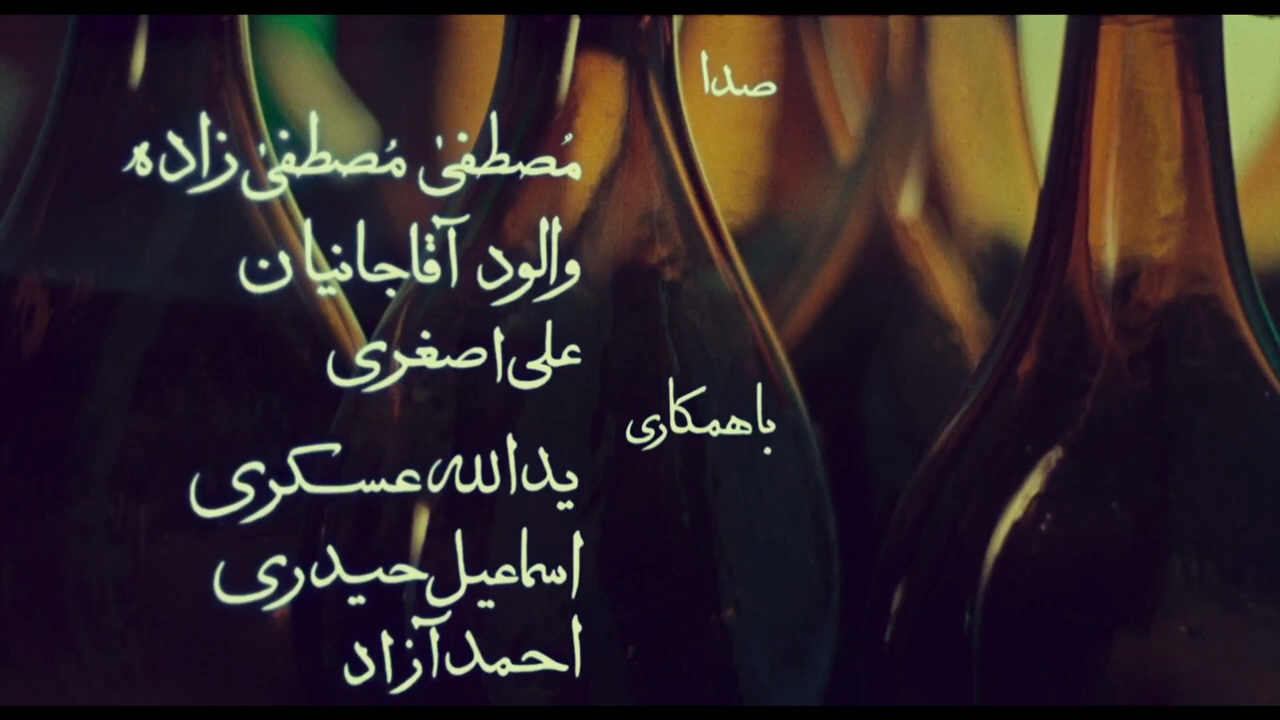 صدا
مُصطفیٰ مُصطفیٰ زاده
والود آقاجانیان
علی اصغری
با همکاری
یدالله عسکری
اسماعیل حیدری
احمد آزاد